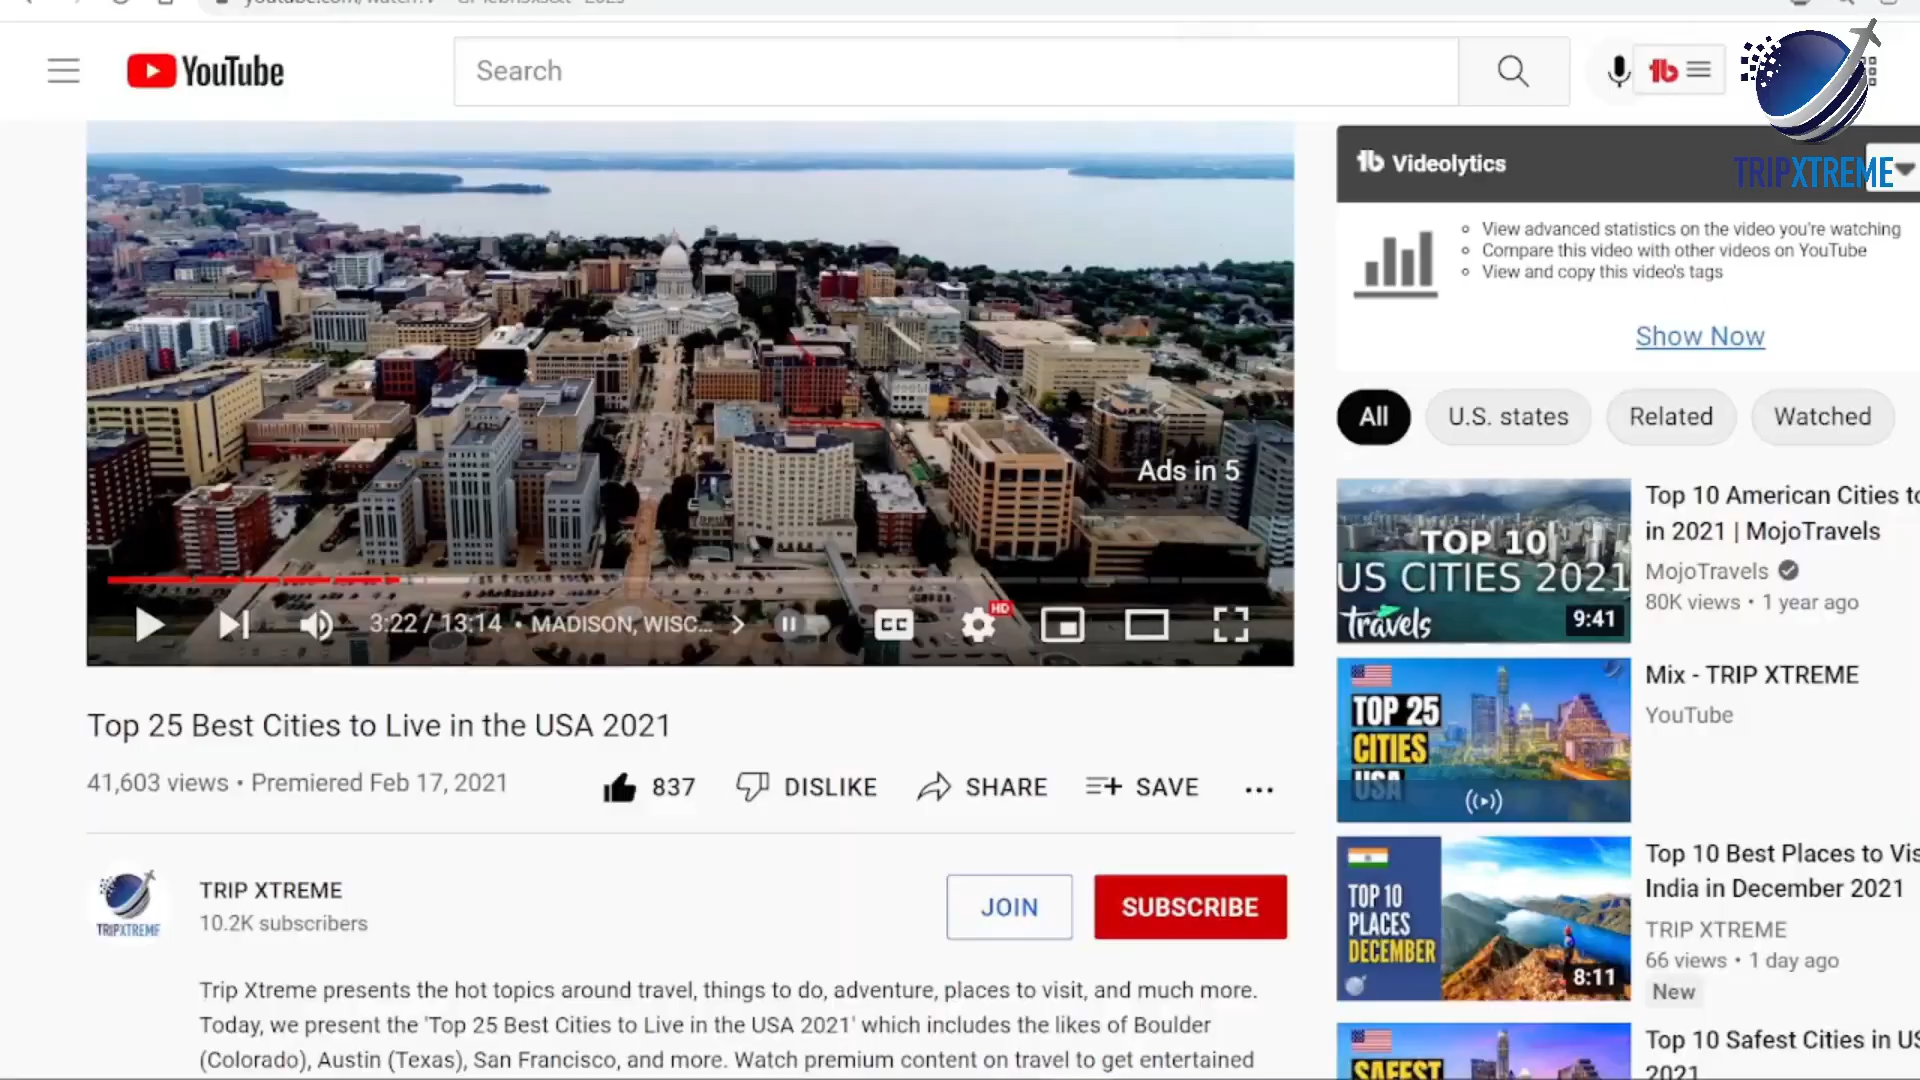 YouTube
Search
TRIPXTREME
Videolytics
View advanced statistics on the video you're watching
Compare this video with other videos on YouTube
View and copy this video's tags
Show Now
All
U.S. states
Related
Watched
Ads in 5
3:22 / 13:14 • MADISON, WISC...
CC
HD
Top 25 Best Cities to Live in the USA 2021
41,603 views • Premiered Feb 17, 2021
837
DISLIKE
SHARE
SAVE
TRIPXTREME
TRIP XTREME
10.2K subscribers
JOIN
SUBSCRIBE
Trip Xtreme presents the hot topics around travel, things to do, adventure, places to visit, and much more.
Today, we present the 'Top 25 Best Cities to Live in the USA 2021' which includes the likes of Boulder
(Colorado), Austin (Texas), San Francisco, and more. Watch premium content on travel to get entertained
TOP 10
US CITIES 2021
travels
9:41
Top 10 American Cities to
in 2021 | MojoTravels
MojoTravels
80K views • 1 year ago
TOP 25
CITIES
USA
Mix - TRIP XTREME
YouTube
TOP 10
PLACES
DECEMBER
8:11
Top 10 Best Places to Vis
India in December 2021
TRIP XTREME
66 views • 1 day ago
New
SAFEST
Top 10 Safest Cities in US
2021